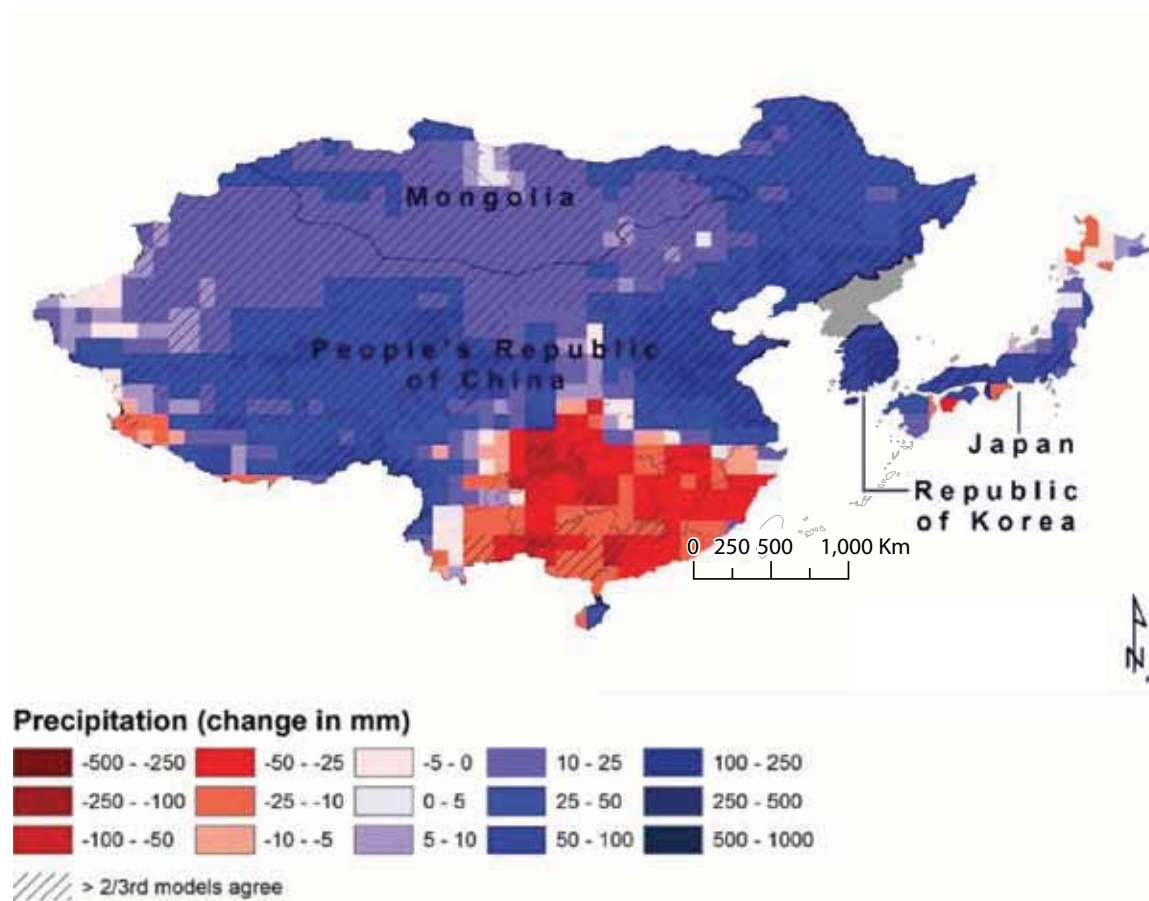 Mongolia
People's Republic
of China
Japan
Republic
of Korea
0 250 500 1,000 Km
N
Precipitation (change in mm)
-500 - -250
-50 - -25
-5 - 0
10 - 25
100 - 250
-250 - -100
-25 - -10
0 - 5
25 - 50
250 - 500
-100 - -50
-10 - -5
5 - 10
50 - 100
500 - 1000
> 2/3rd models agree